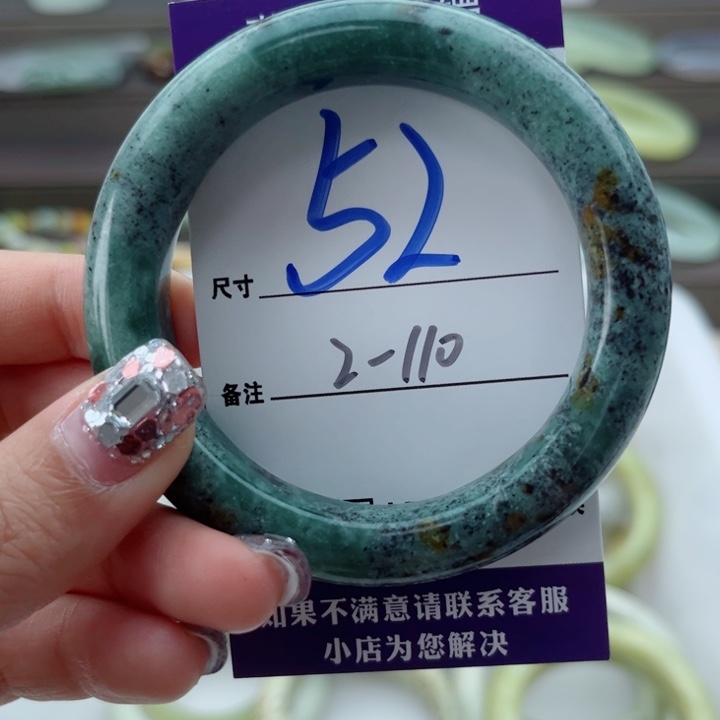 52
尺寸
2-110
备注
如果不满意请联系客服
小店为您解决